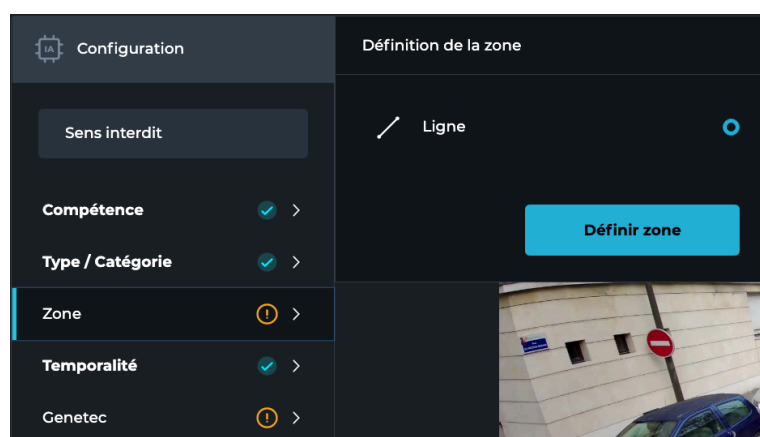 IA
Configuration
Définition de la zone
Sens interdit
Ligne
Compétence
Définir zone
Type / Catégorie
Zone
Temporalité
Genetec